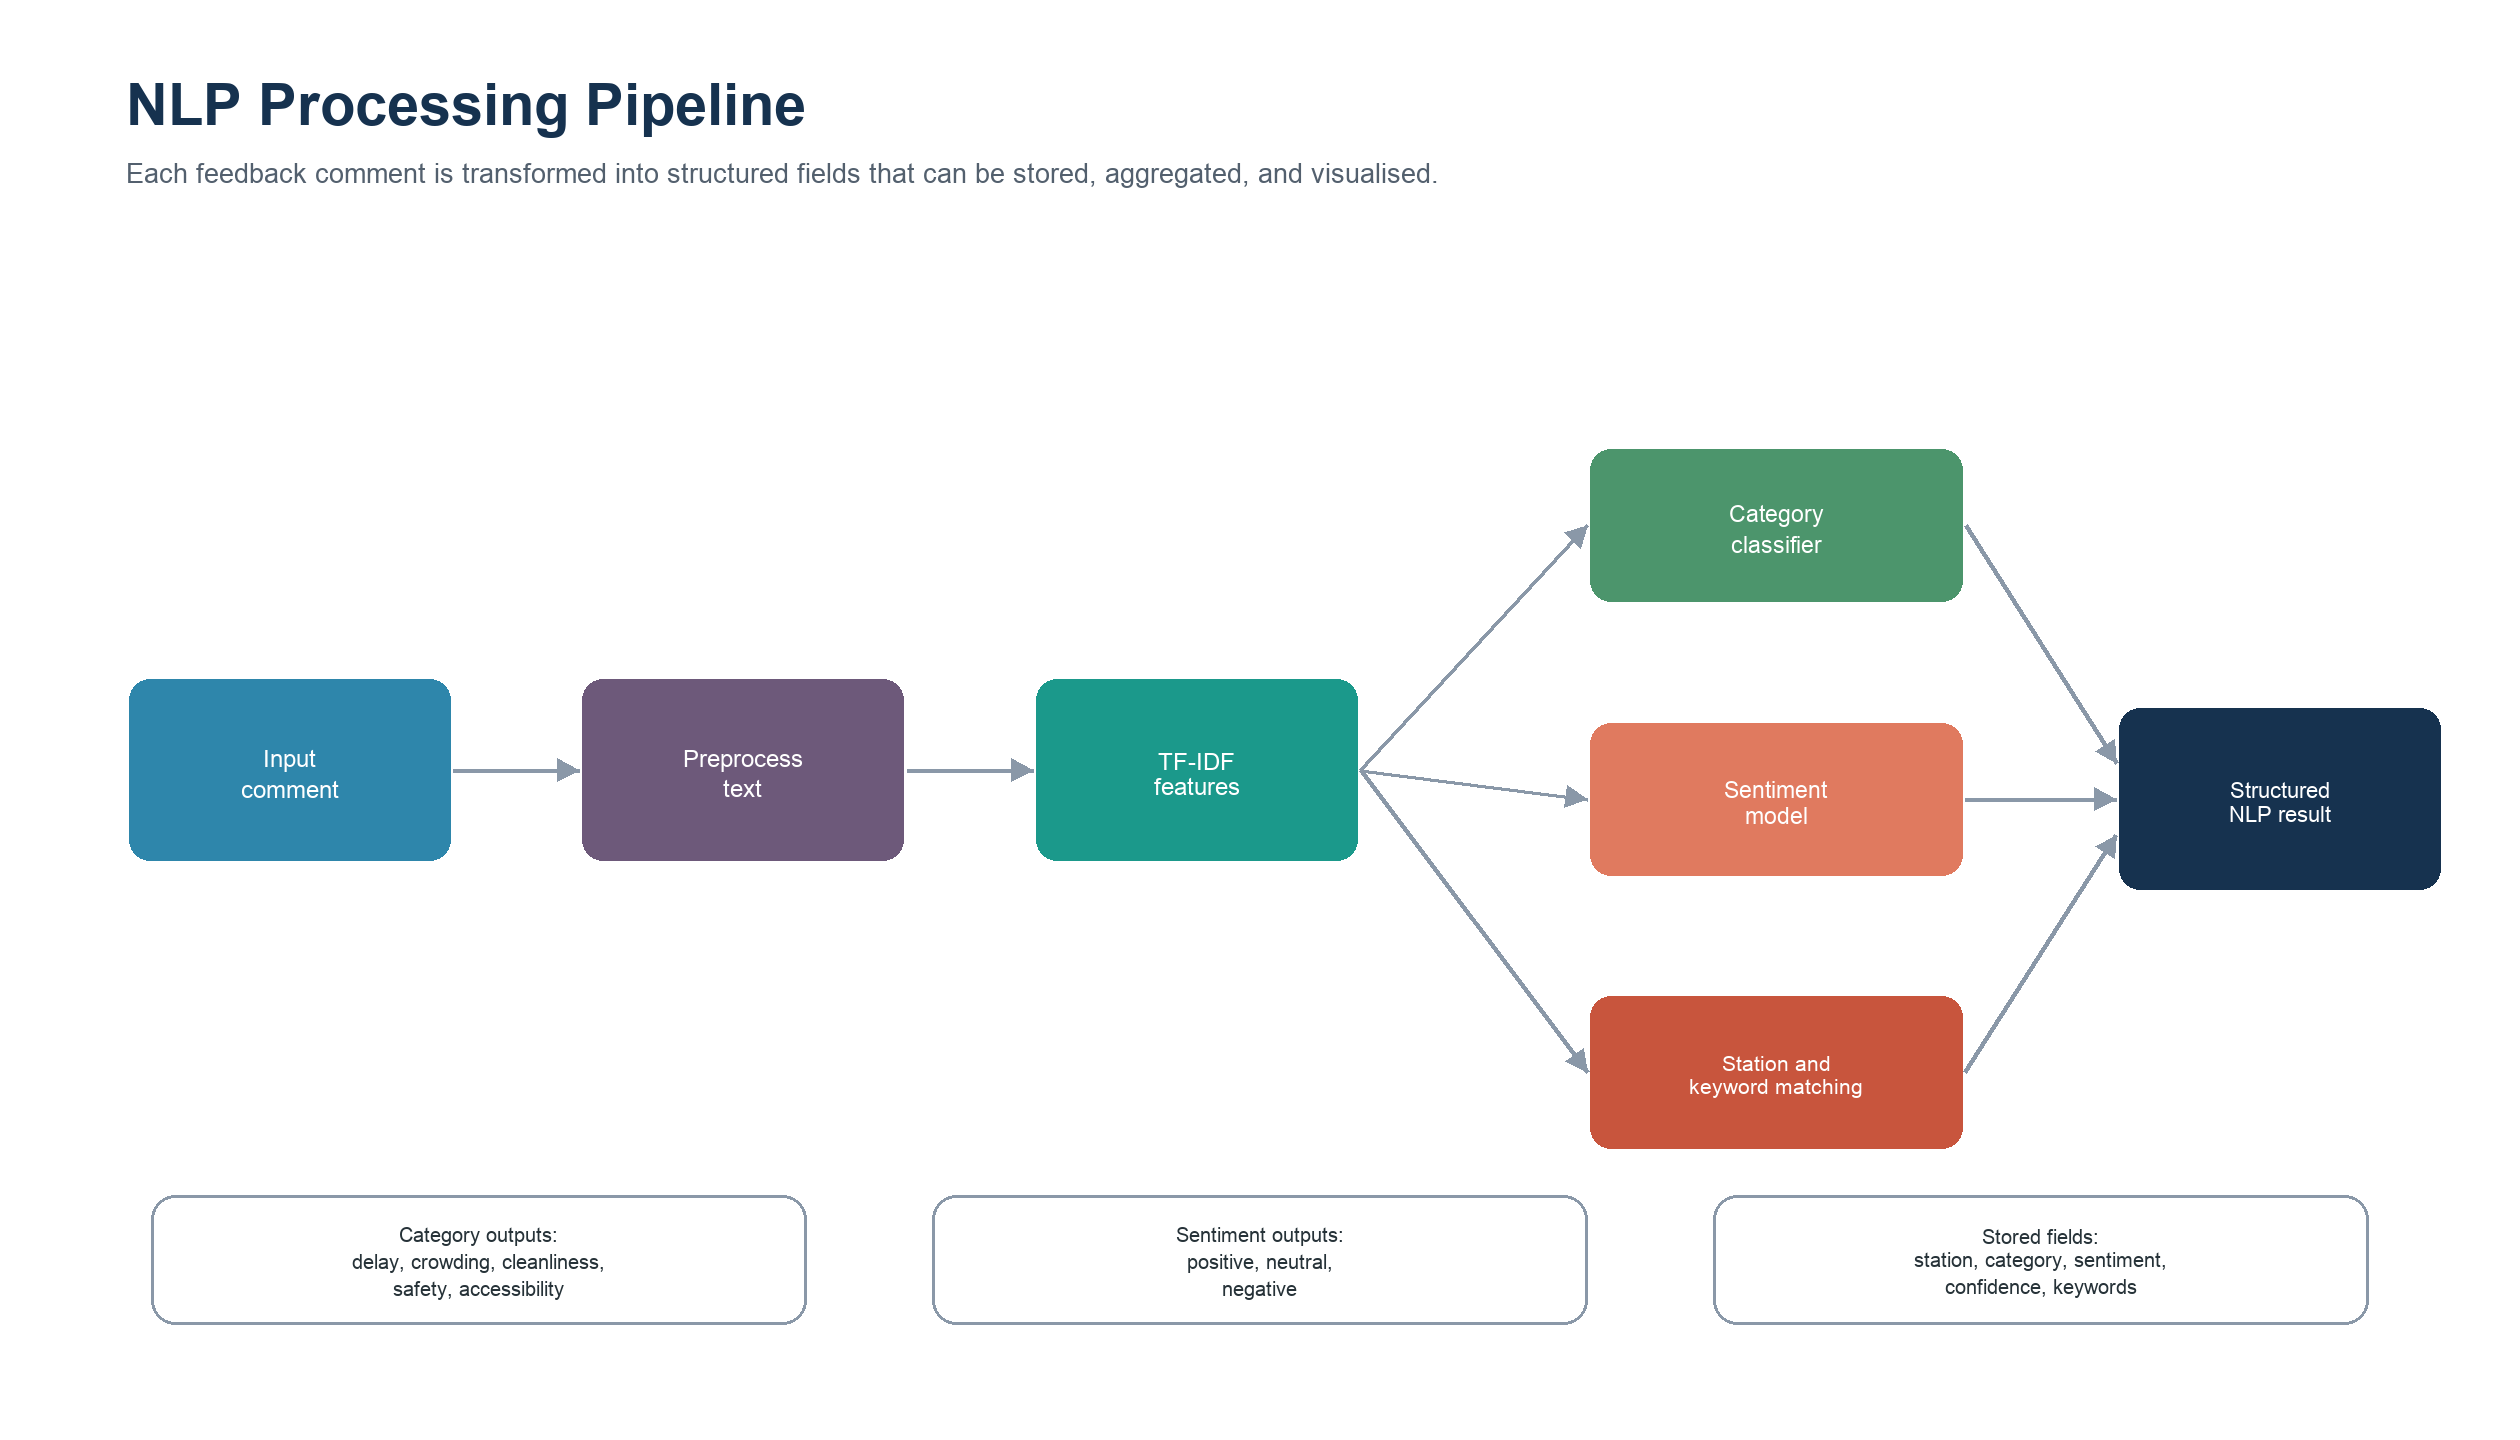 NLP Processing Pipeline
Each feedback comment is transformed into structured fields that can be stored, aggregated, and visualised.
Input
comment
Preprocess
text
TF-IDF
features
Category
classifier
Sentiment
model
Station and
keyword matching
Structured
NLP result
Category outputs:
delay, crowding, cleanliness,
safety, accessibility
Sentiment outputs:
positive, neutral,
negative
Stored fields:
station, category, sentiment,
confidence, keywords